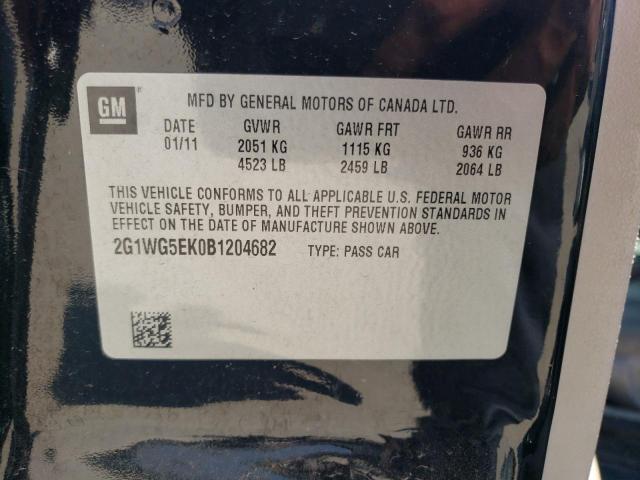 GM
MFD BY GENERAL MOTORS OF CANADA LTD.
DATE GVWR GAWR FRT GAWR RR
01/11 2051 KG 1115 KG 936 KG
4523 LB 2459 LB 2064 LB
THIS VEHICLE CONFORMS TO ALL APPLICABLE U.S. FEDERAL MOTOR
VEHICLE SAFETY, BUMPER, AND THEFT PREVENTION STANDARDS IN
EFFECT ON THE DATE OF MANUFACTURE SHOWN ABOVE.
2G1WG5EK0B1204682 TYPE: PASS CAR